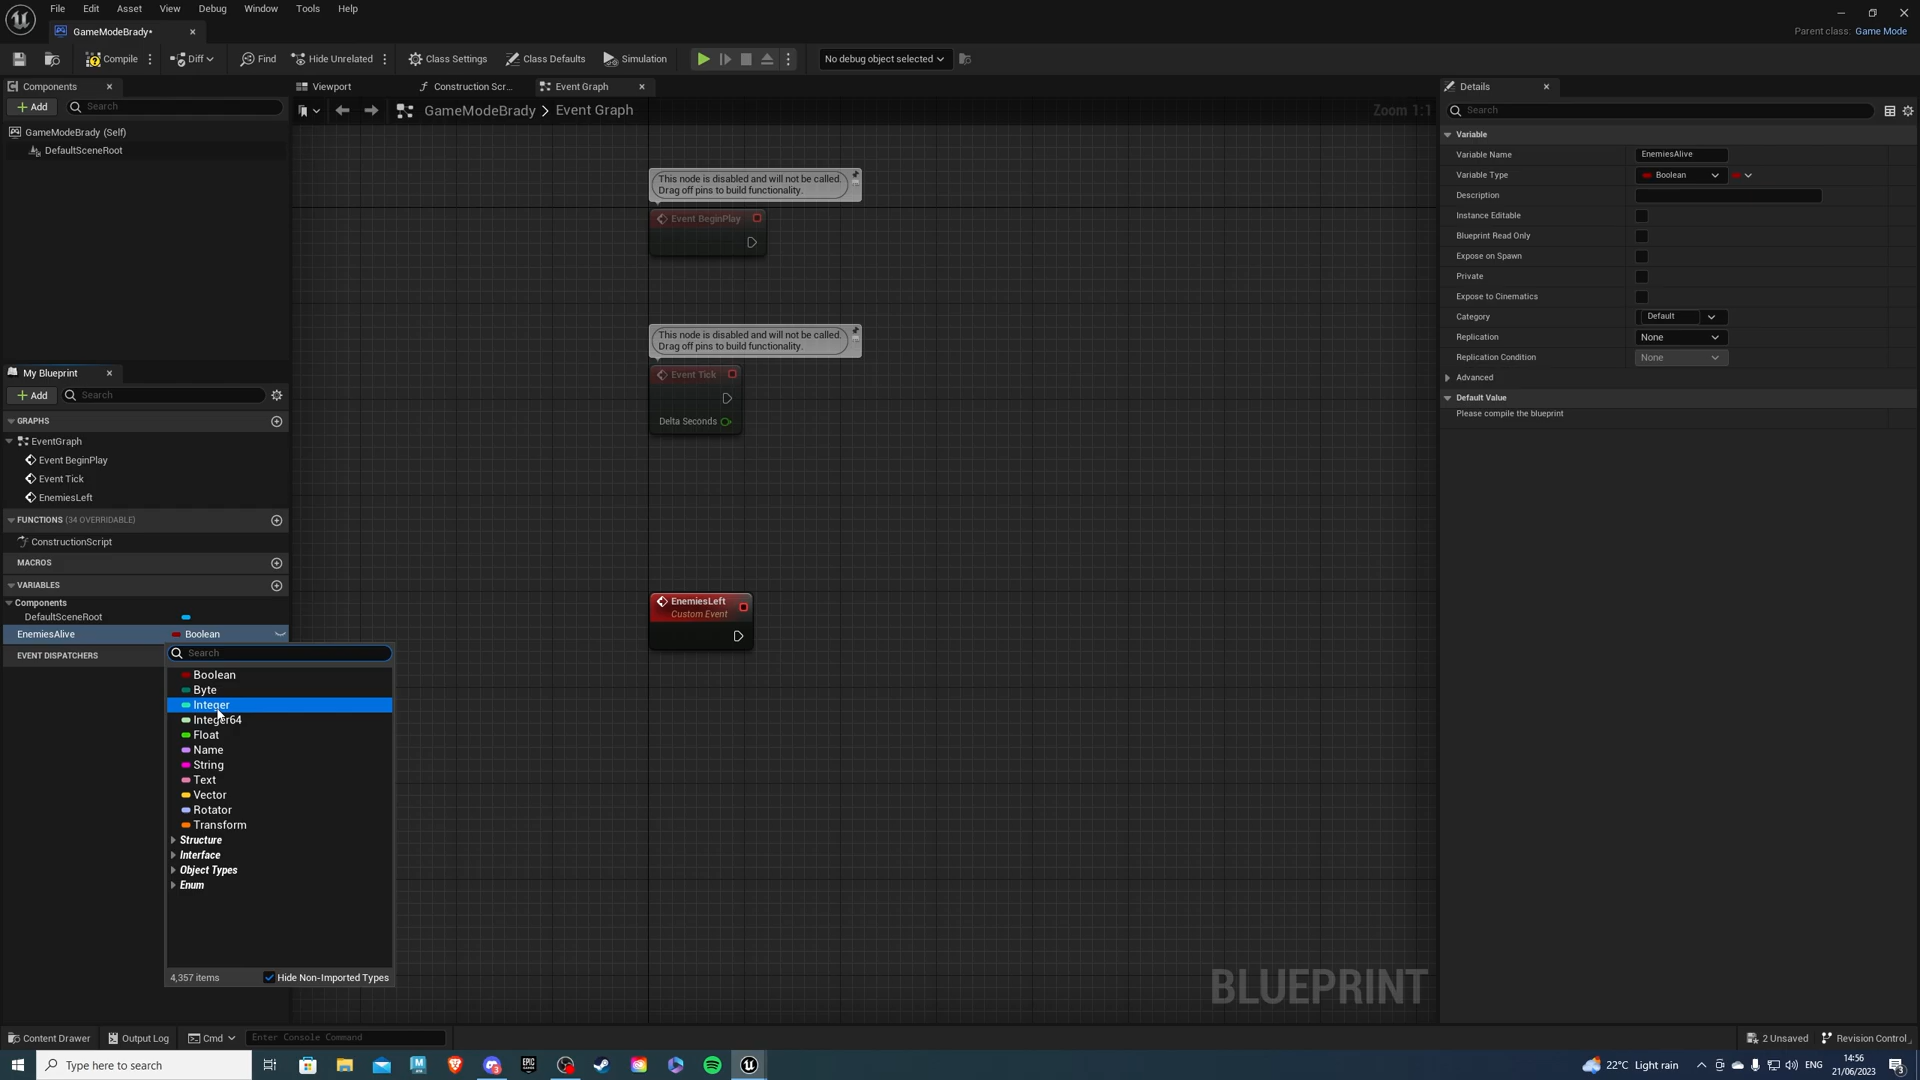 File Edit Asset View Debug Window Tools Help
GameModeBrady•
Parent class: Game Mode
Compile Diff Find Hide Unrelated Class Settings Class Defaults Simulation No debug object selected
Components
Add Search
GameModeBrady (Self)
DefaultSceneRoot
Viewport Construction Scr... Event Graph
GameModeBrady > Event Graph Zoom 1:1
This node is disabled and will not be called.
Drag off pins to build functionality.
Event BeginPlay
This node is disabled and will not be called.
Drag off pins to build functionality.
Event Tick
Delta Seconds
EnemiesLeft
Custom Event
BLUEPRINT
My Blueprint
Add Search
GRAPHS
EventGraph
Event BeginPlay
Event Tick
EnemiesLeft
FUNCTIONS (34 OVERRIDABLE)
ConstructionScript
MACROS
VARIABLES
Components
DefaultSceneRoot
EnemiesAlive Boolean
EVENT DISPATCHERS
Search
Boolean
Byte
Integer
Integer64
Float
Name
String
Text
Vector
Rotator
Transform
Structure
Interface
Object Types
Enum
4,357 items Hide Non-Imported Types
Details
Search
Variable
Variable Name EnemiesAlive
Variable Type Boolean
Description
Instance Editable
Blueprint Read Only
Expose on Spawn
Private
Expose to Cinematics
Category Default
Replication None
Replication Condition None
Advanced
Default Value
Please compile the blueprint
Content Drawer Output Log Cmd Enter Console Command 2 Unsaved Revision Control
Type here to search 22°C Light rain ENG 14:56
21/06/2023